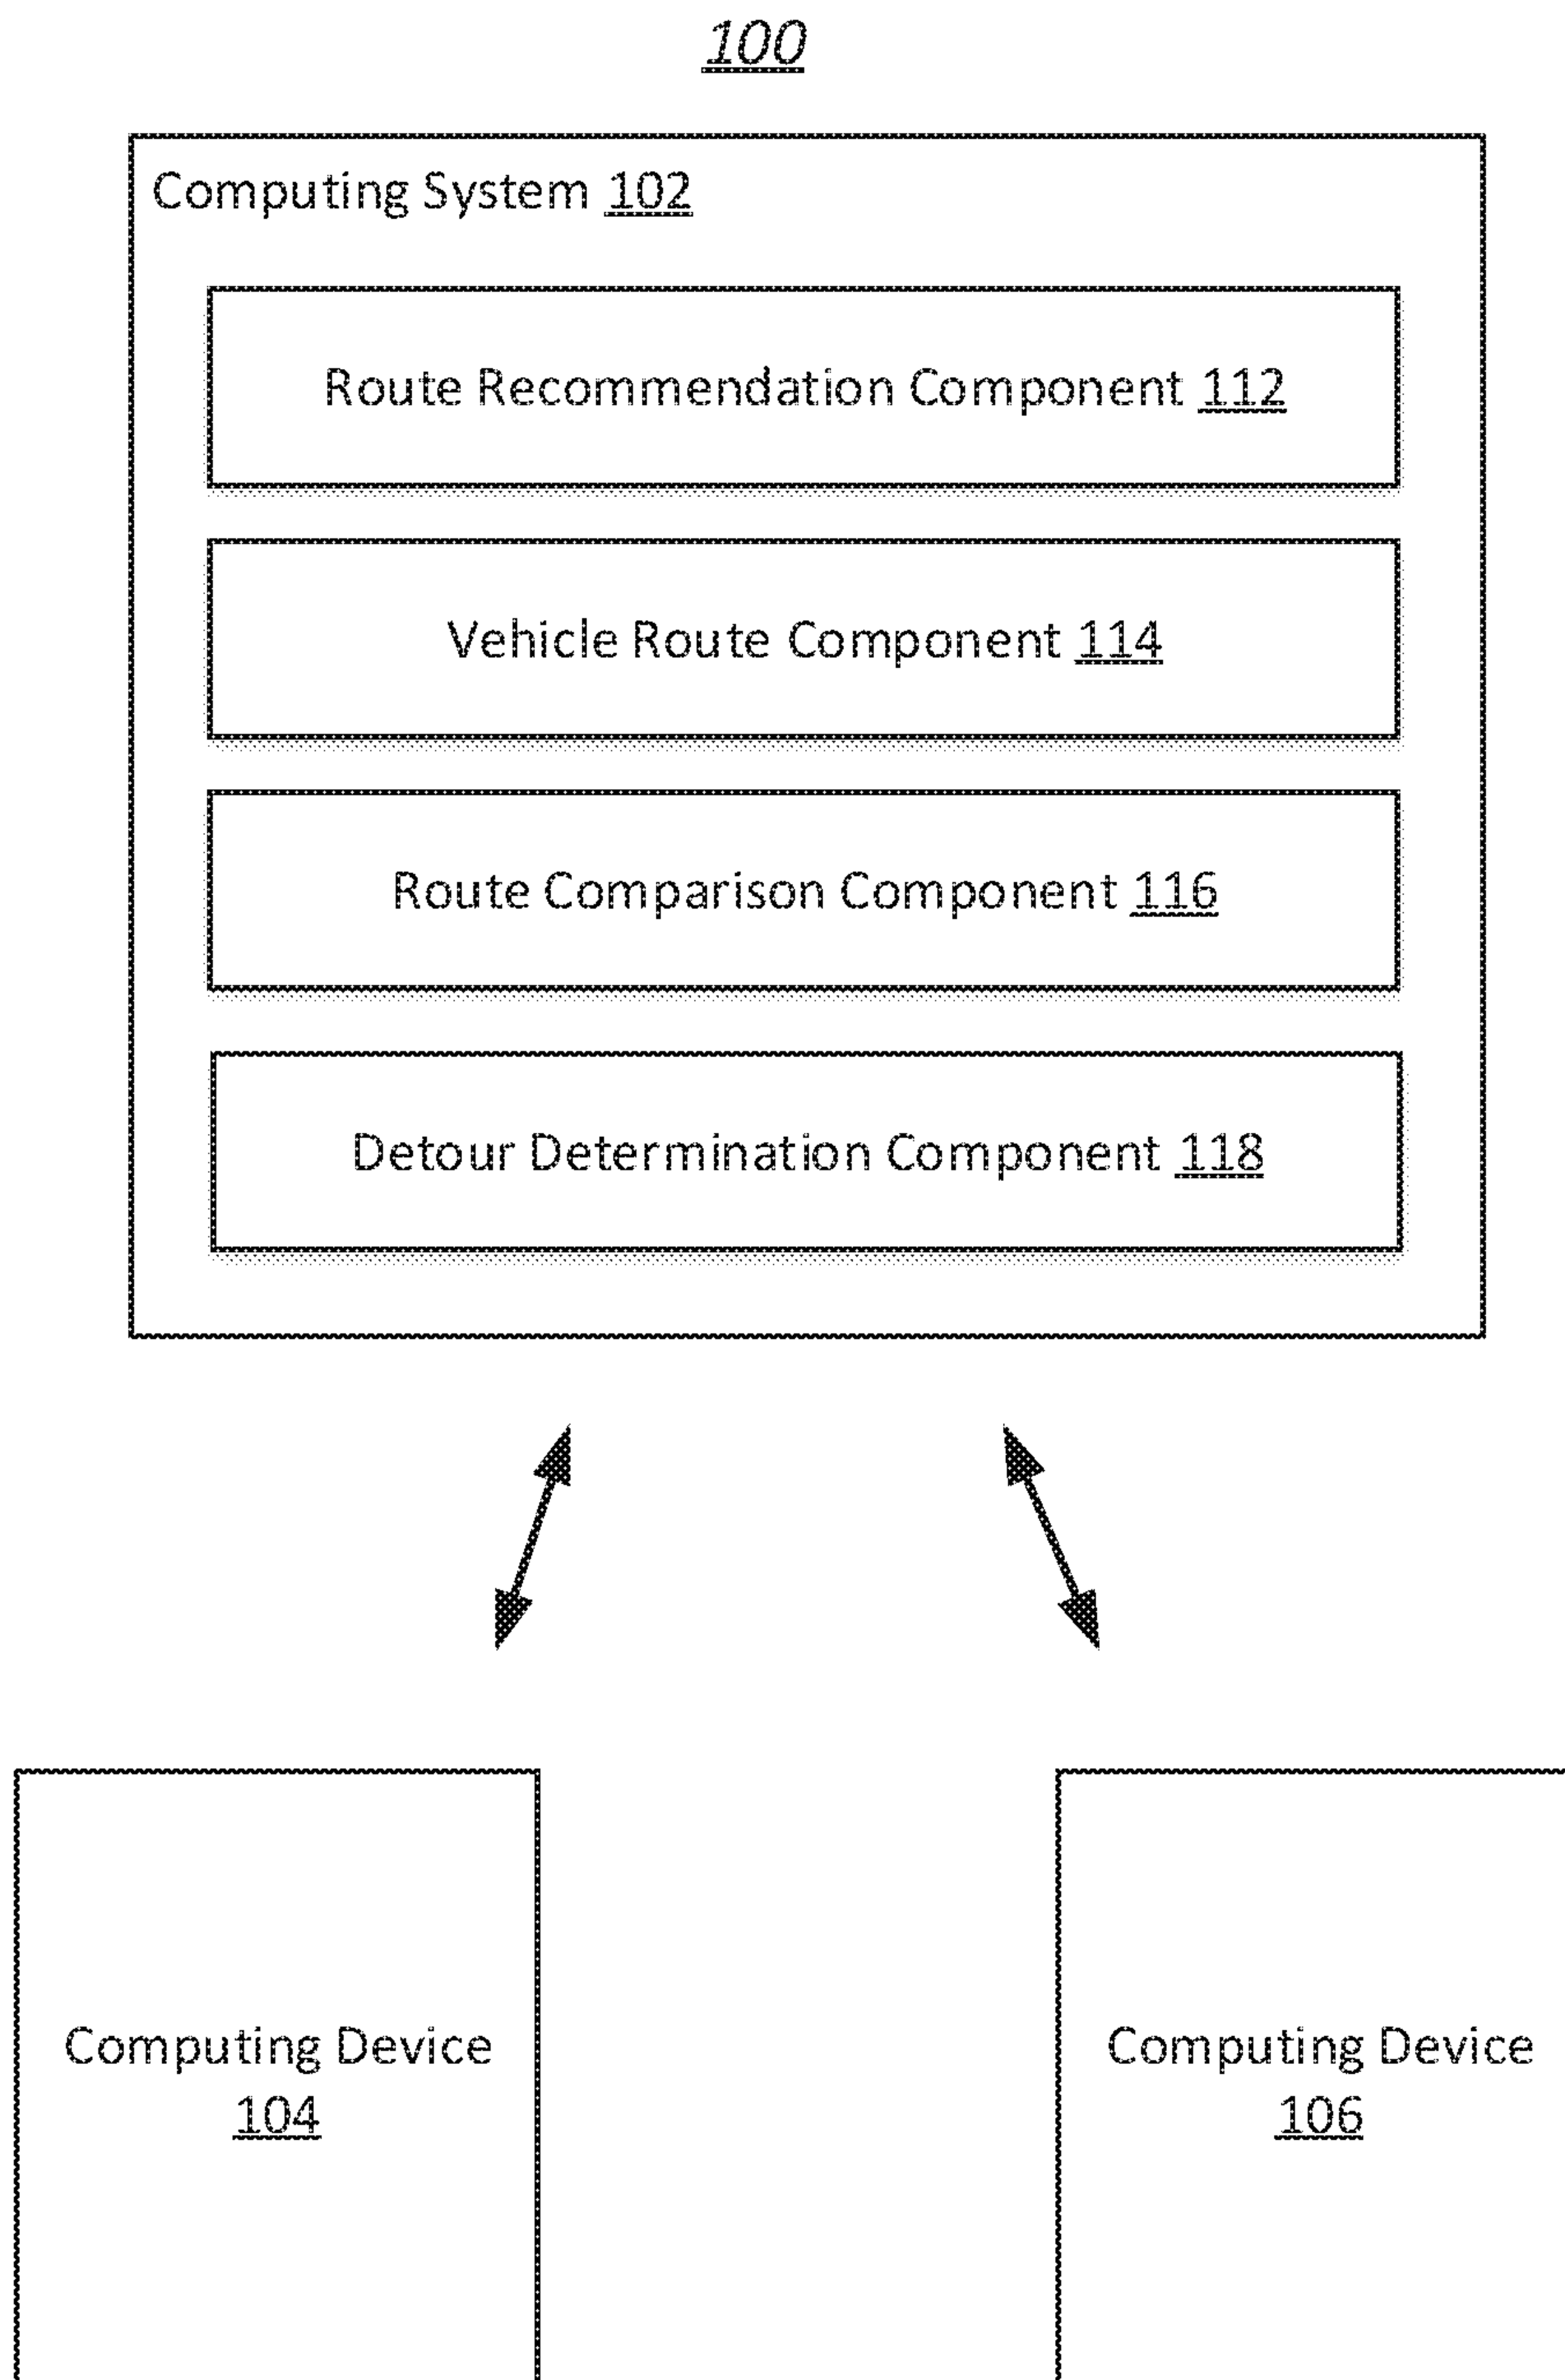 100
Computing System 102
Route Recommendation Component 112
Vehicle Route Component 114
Route Comparison Component 116
Detour Determination Component 118
Computing Device
104
Computing Device
106